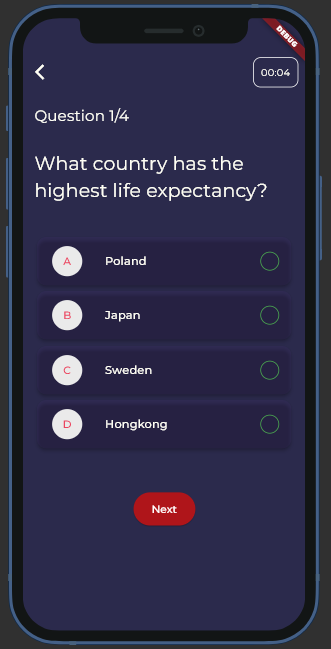 DEBUG
00:04
Question 1/4
What country has the
highest life expectancy?
A Poland
B Japan
C Sweden
D Hongkong
Next